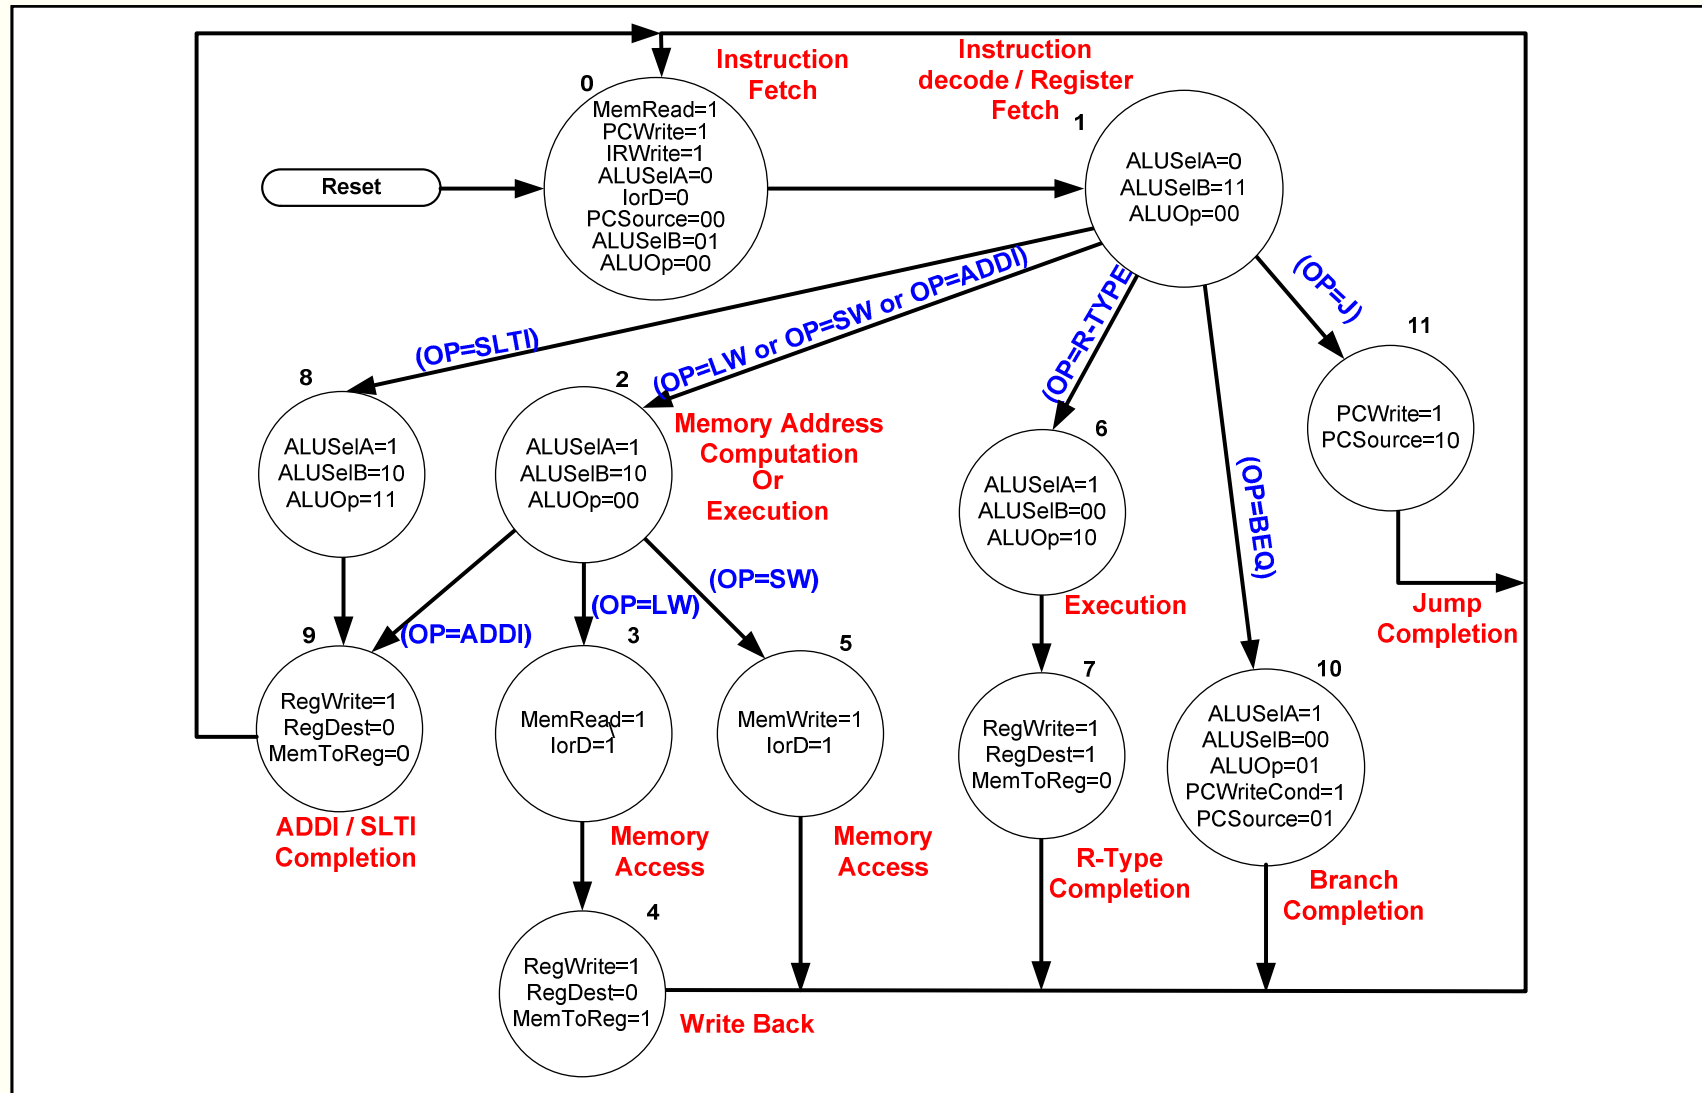 Instruction
Fetch
0
MemRead=1
PCWrite=1
IRWrite=1
ALUSelA=0
IorD=0
PCSource=00
ALUSelB=01
ALUOp=00
Reset
Instruction
decode / Register
Fetch
1
ALUSelA=0
ALUSelB=11
ALUOp=00
(OP=SLTI)
(OP=LW or OP=SW or OP=ADDI)
(OP=R-TYPE
(OP=BEQ)
(OP=J)
8
ALUSelA=1
ALUSelB=10
ALUOp=11
2
ALUSelA=1
ALUSelB=10
ALUOp=00
Memory Address
Computation
Or
Execution
6
ALUSelA=1
ALUSelB=00
ALUOp=10
Execution
11
PCWrite=1
PCSource=10
Jump
Completion
(OP=ADDI)
(OP=LW)
(OP=SW)
9
RegWrite=1
RegDest=0
MemToReg=0
ADDI / SLTI
Completion
3
MemRead=1
IorD=1
Memory
Access
5
MemWrite=1
IorD=1
Memory
Access
7
RegWrite=1
RegDest=1
MemToReg=0
R-Type
Completion
10
ALUSelA=1
ALUSelB=00
ALUOp=01
PCWriteCond=1
PCSource=01
Branch
Completion
4
RegWrite=1
RegDest=0
MemToReg=1
Write Back